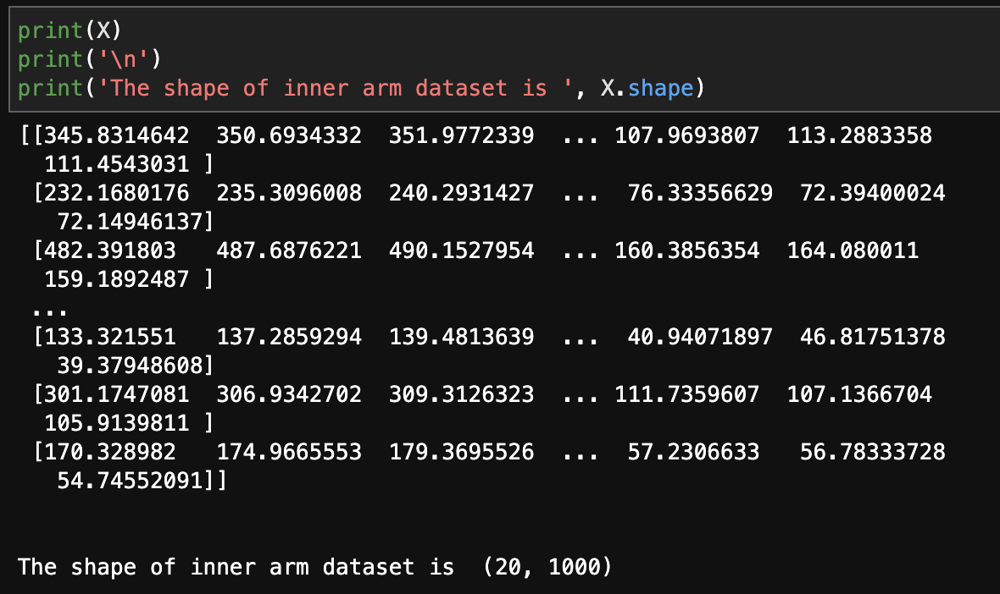 print(X)
print('\n')
print('The shape of inner arm dataset is ', X.shape)
[[345.8314642  350.6934332  351.9772339  ... 107.9693807  113.2883358
  111.4543031 ]
 [232.1680176  235.3096008  240.2931427  ...  76.33356629  72.39400024
   72.14946137]
 [482.391803   487.6876221  490.1527954  ... 160.3856354  164.080011
  159.1892487 ]
 ...
 [133.321551   137.2859294  139.4813639  ...  40.94071897  46.81751378
   39.37948608]
 [301.1747081  306.9342702  309.3126323  ... 111.7359607  107.1366704
  105.9139811 ]
 [170.328982   174.9665553  179.3695526  ...  57.2306633   56.78333728
   54.74552091]]
The shape of inner arm dataset is  (20, 1000)